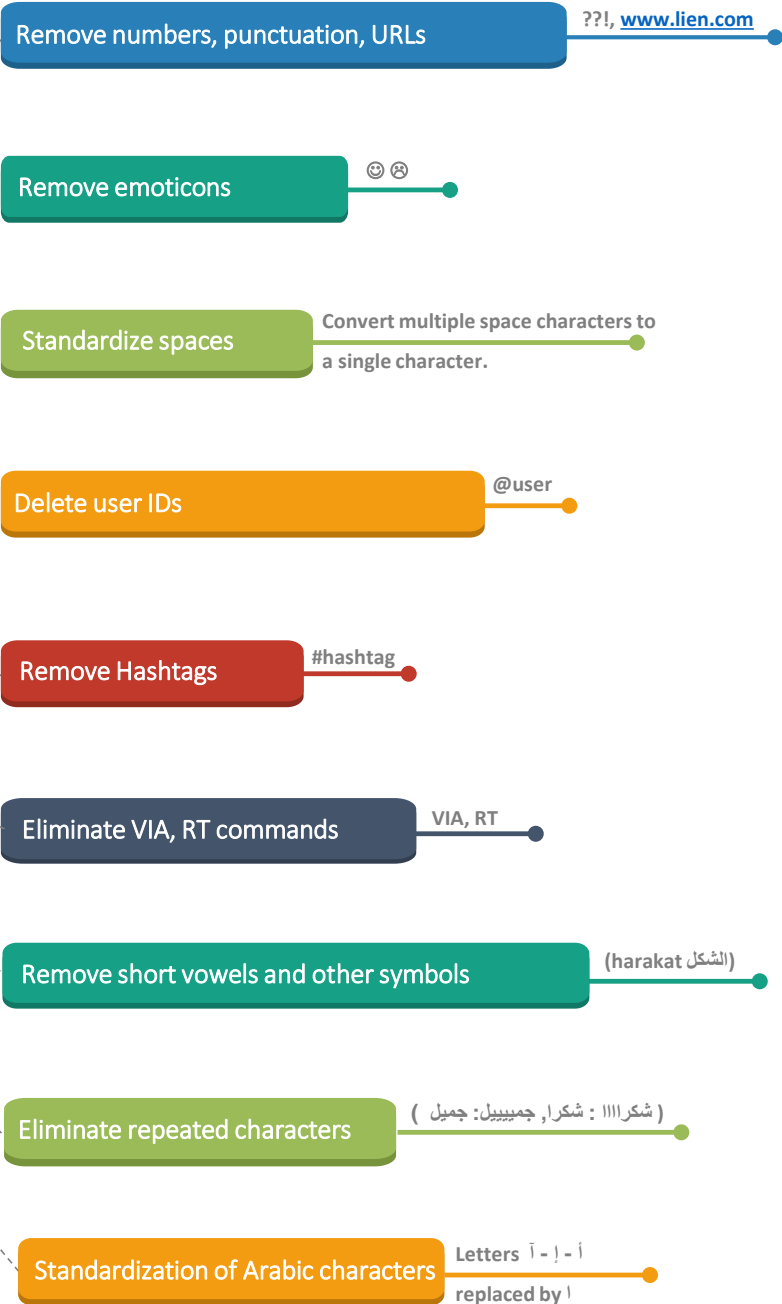 Remove numbers, punctuation, URLs
??!, www.lien.com
Remove emoticons
☺ ☹
Standardize spaces
Convert multiple space characters to
a single character.
Delete user IDs
@user
Remove Hashtags
#hashtag
Eliminate VIA, RT commands
VIA, RT
Remove short vowels and other symbols
(harakat الشكل)
Eliminate repeated characters
( شكراااا : شكرا, جميييييل: جميل )
Standardization of Arabic characters
Letters أ - إ - آ
replaced by ا